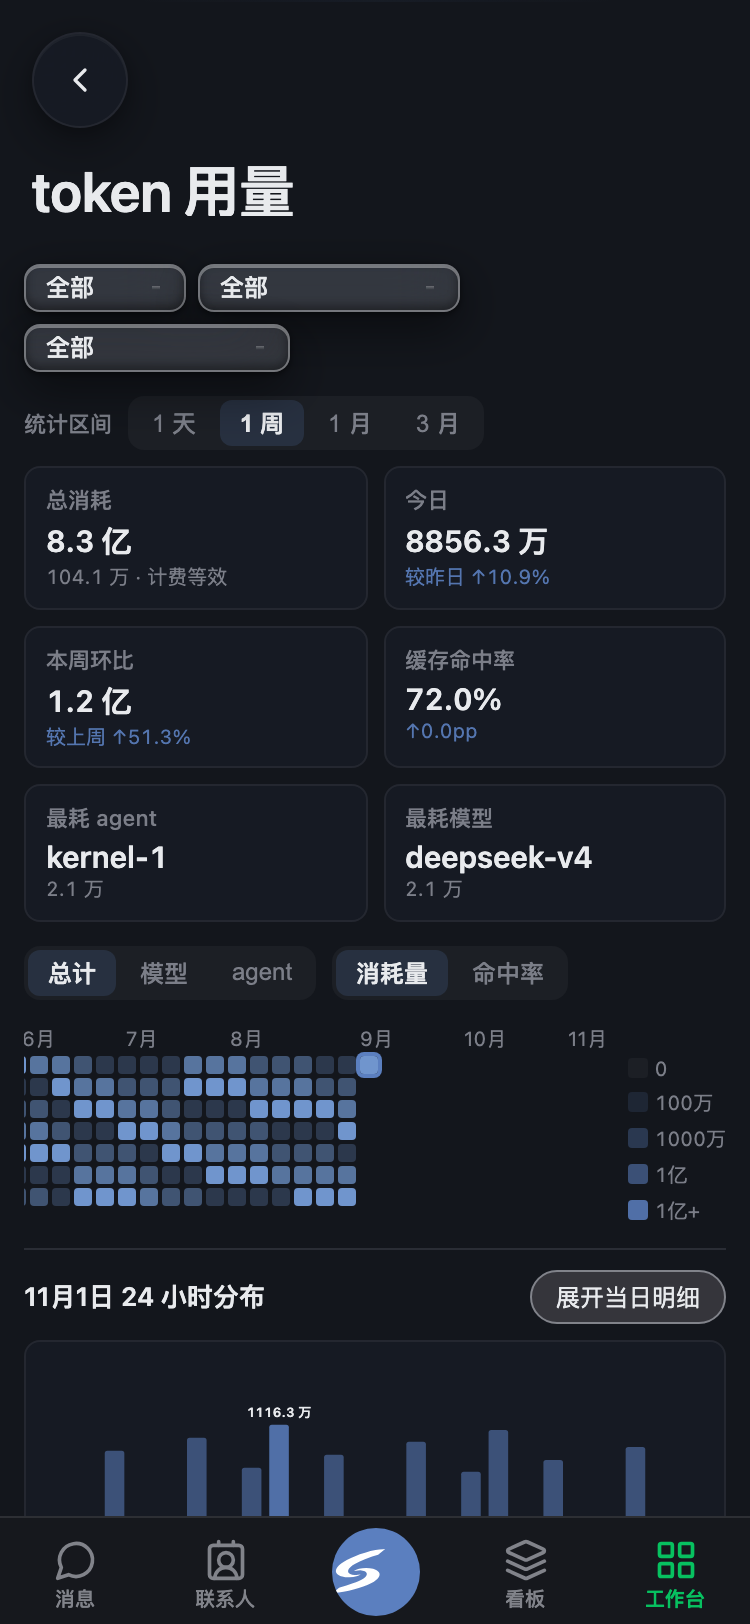 token 用量
全部 -
全部 -
全部 -
统计区间 1 天 1 周 1 月 3 月
总消耗
8.3 亿
104.1 万 · 计费等效
今日
8856.3 万
较昨日 ↑10.9%
本周环比
1.2 亿
较上周 ↑51.3%
缓存命中率
72.0%
↑0.0pp
最耗 agent
kernel-1
2.1 万
最耗模型
deepseek-v4
2.1 万
总计 模型 agent 消耗量 命中率
6月 7月 8月 9月 10月 11月
0
100万
1000万
1亿
1亿+
11月1日 24 小时分布
展开当日明细
1116.3 万
消息 联系人 看板 工作台